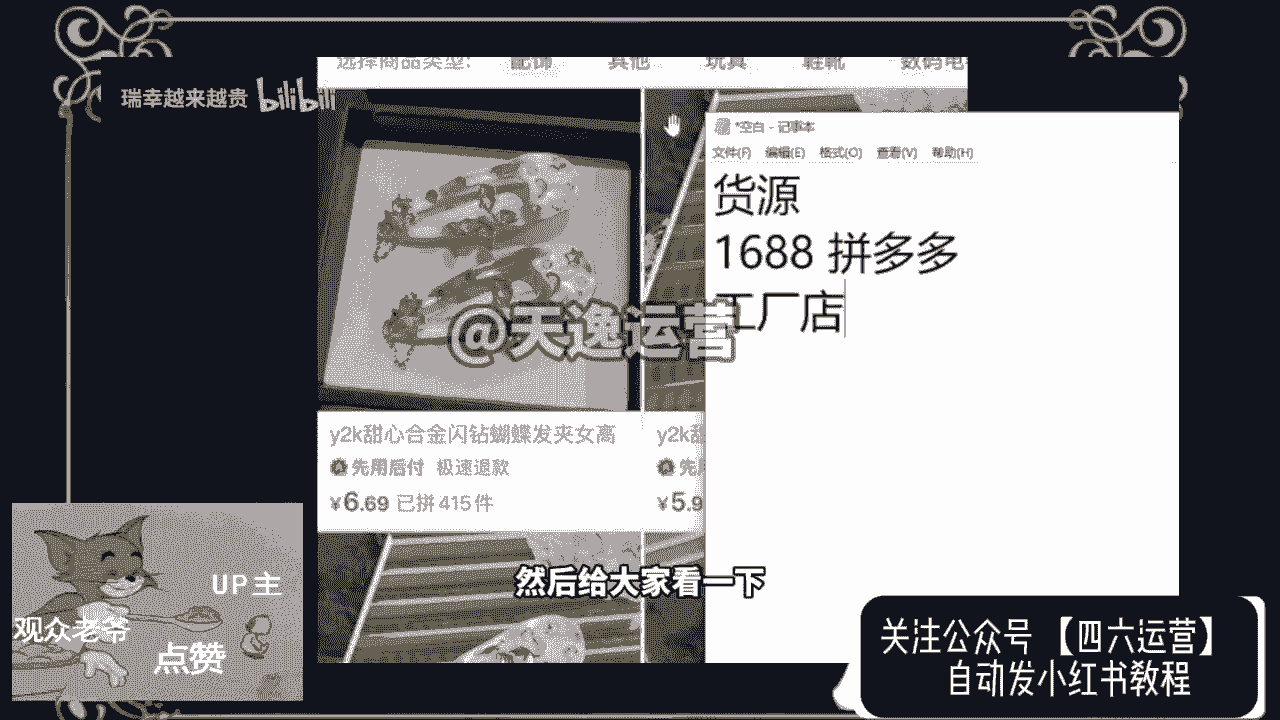 选择商品类型: 配饰 其他 玩具 鞋靴 数码电
瑞幸越来越贵 bilibili
*空白 - 记事本
文件(F) 编辑(E) 格式(O) 查看(V) 帮助(H)
货源
1688 拼多多
工厂店
@天逸运营
y2k甜心合金闪钻蝴蝶发夹女高
先用后付 极速退款
¥6.69 已拼415件
y2k甜
先用
¥5.9
然后给大家看一下
UP主
观众老爷
点赞
关注公众号【四六运营】
自动发小红书教程